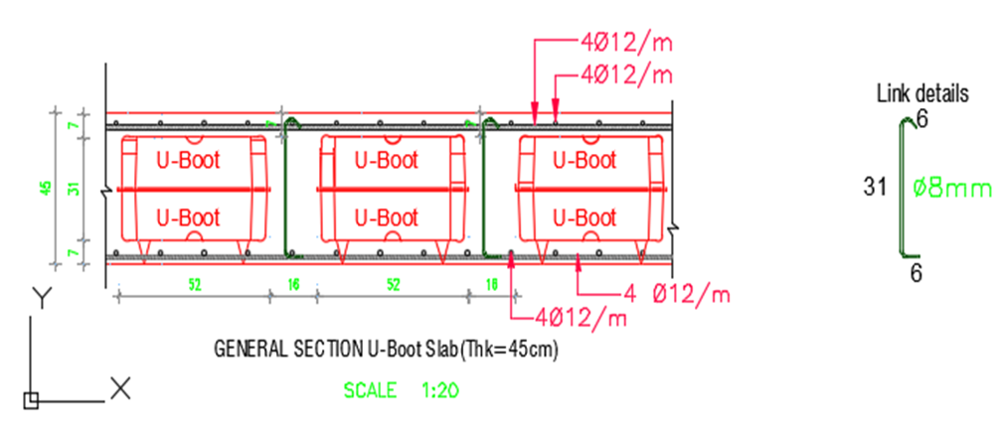 4Ø12/m
4Ø12/m
Link details
6
7
45
31
7
U-Boot U-Boot U-Boot
U-Boot U-Boot U-Boot
31 Ø8mm
6
52 16 52 16
4 Ø12/m
4Ø12/m
Y
GENERAL SECTION U-Boot Slab(Thk=45cm)
X
SCALE 1:20